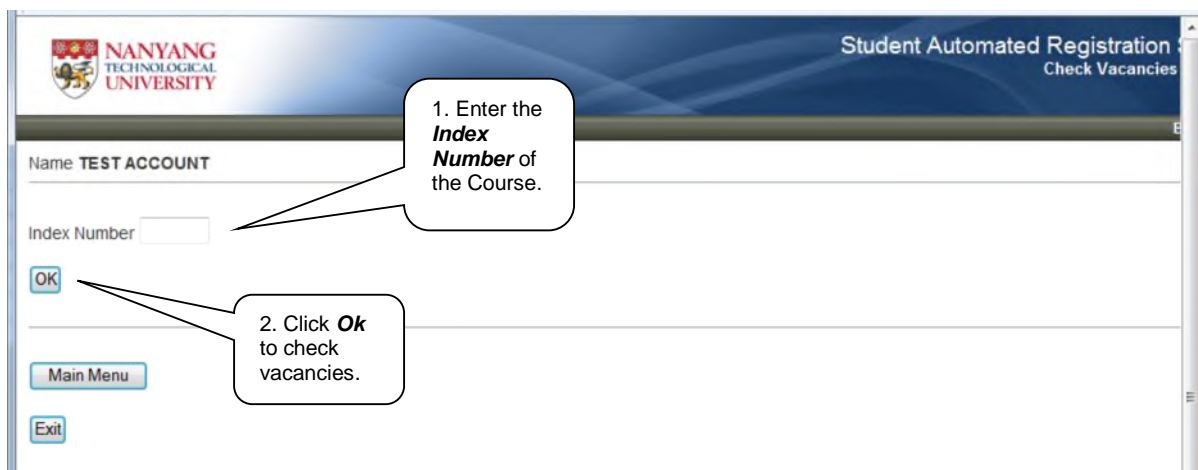 NANYANG
TECHNOLOGICAL
UNIVERSITY
Student Automated Registration
Check Vacancies
1. Enter the
Index
Number of
the Course.
Name TEST ACCOUNT
Index Number
OK
2. Click Ok
to check
vacancies.
Main Menu
Exit